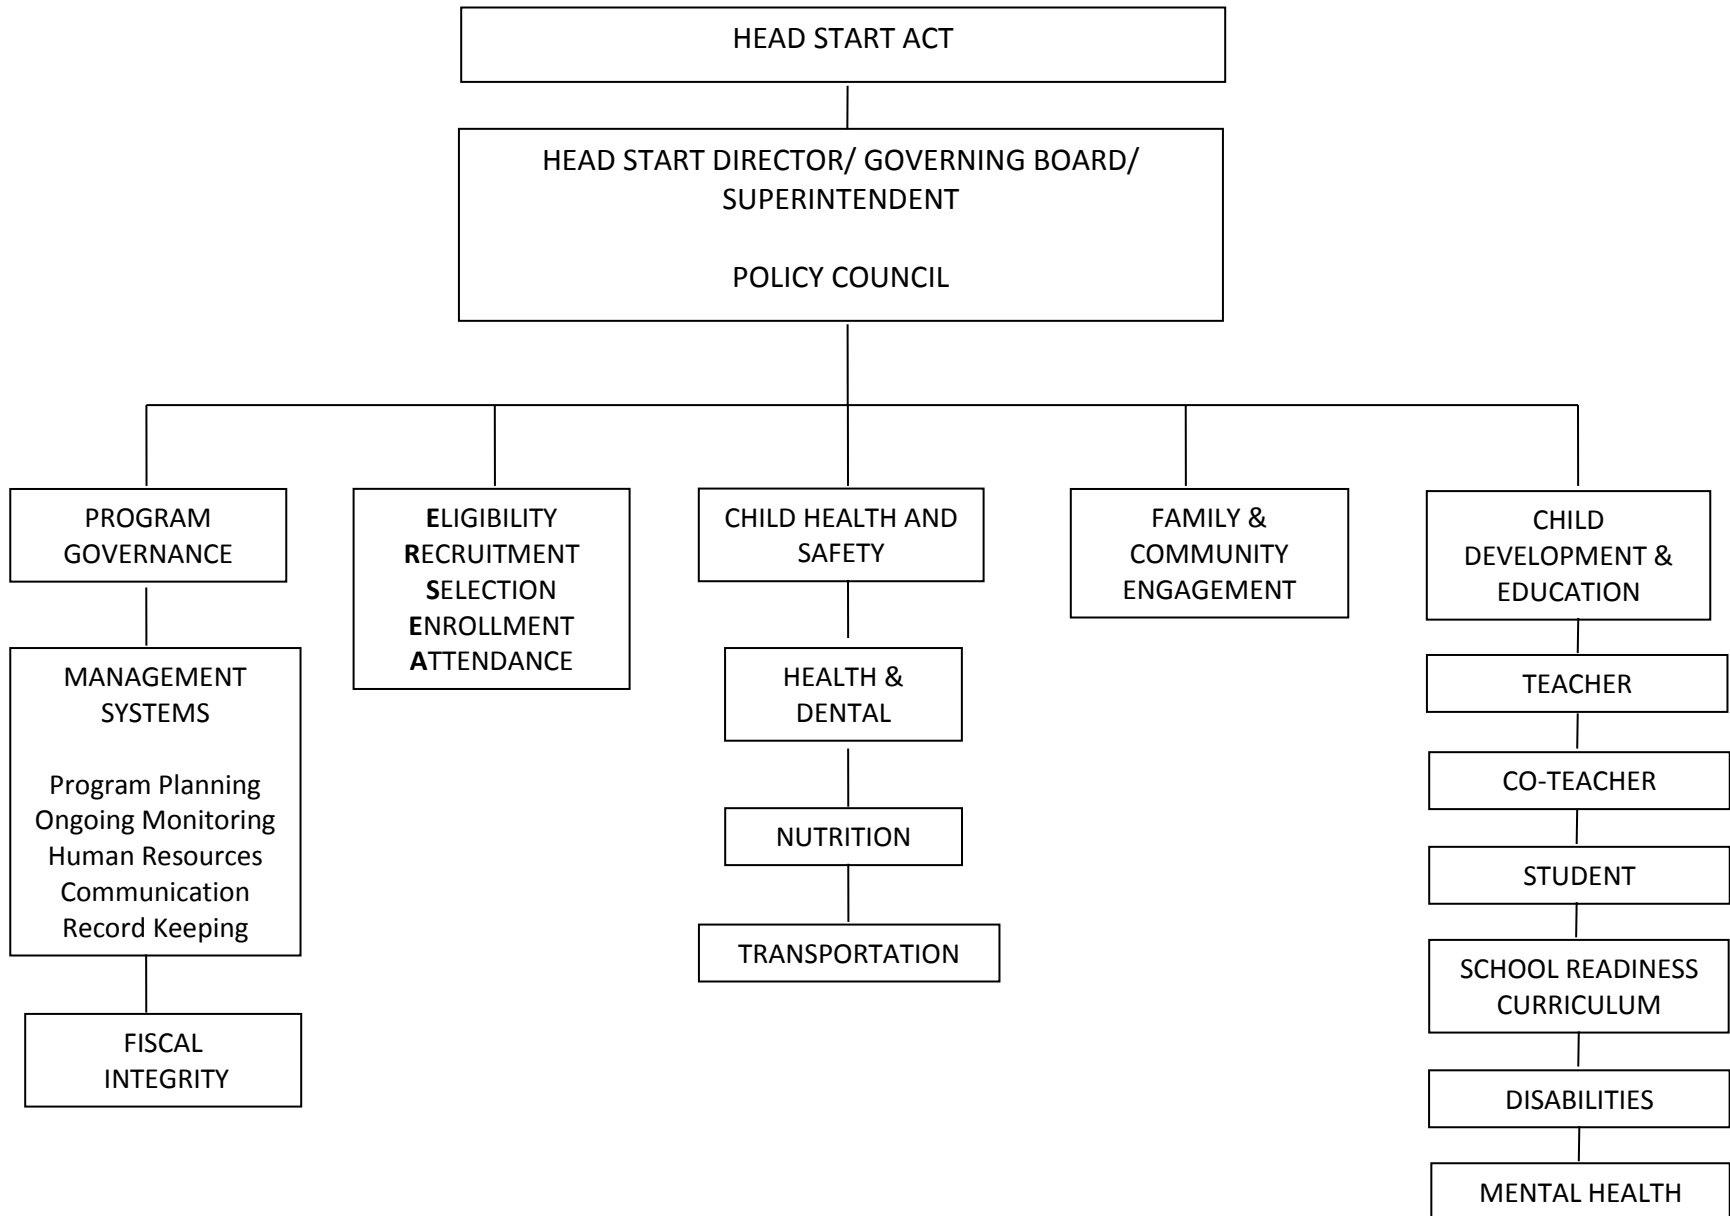 HEAD START ACT
HEAD START DIRECTOR/ GOVERNING BOARD/
SUPERINTENDENT
POLICY COUNCIL
PROGRAM
GOVERNANCE
MANAGEMENT
SYSTEMS
Program Planning
Ongoing Monitoring
Human Resources
Communication
Record Keeping
FISCAL
INTEGRITY
ELIGIBILITY
RECRUITMENT
SELECTION
ENROLLMENT
ATTENDANCE
CHILD HEALTH AND
SAFETY
HEALTH &
DENTAL
NUTRITION
TRANSPORTATION
FAMILY &
COMMUNITY
ENGAGEMENT
CHILD
DEVELOPMENT &
EDUCATION
TEACHER
CO-TEACHER
STUDENT
SCHOOL READINESS
CURRICULUM
DISABILITIES
MENTAL HEALTH